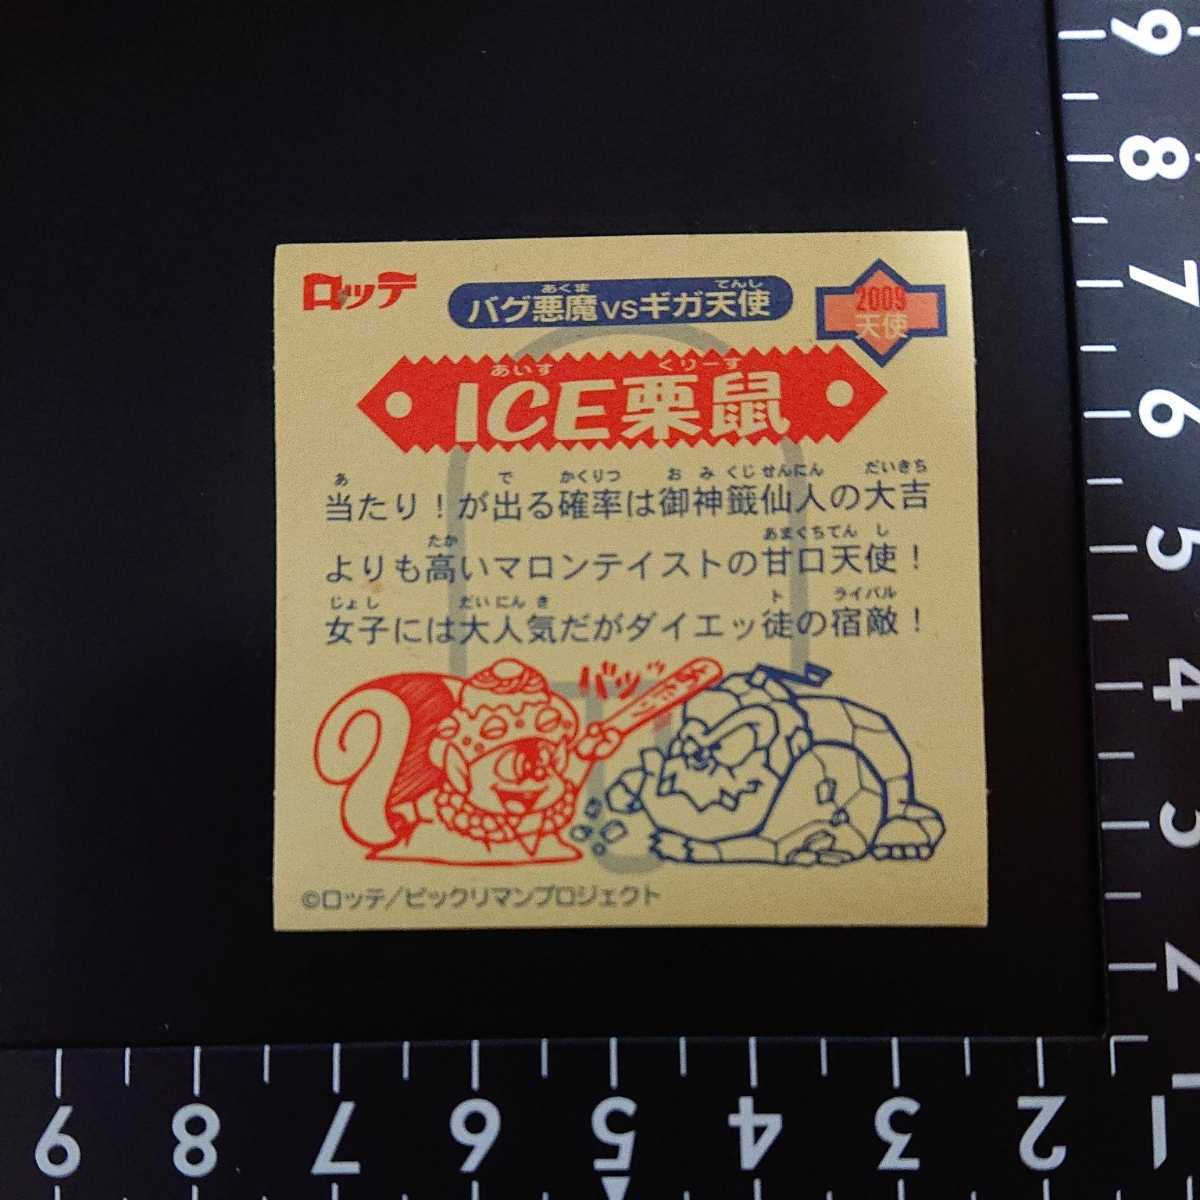 ロッテ
あくま てんし
バグ悪魔vsギガ天使
2009
天使
あいす くりーす
ICE栗鼠
あ で かくりつ おみくじせんにん だいきち
当たり！が出る確率は御神籤仙人の大吉
たか あまくちてんし
よりも高いマロンテイストの甘口天使！
じょし だいにんき ト ライバル
女子には大人気だがダイエッ徒の宿敵！
バッ
©ロッテ/ビックリマンプロジェクト
9
8
7
6
5
4
3
2
1
9 8 7 6 5 4 3 2